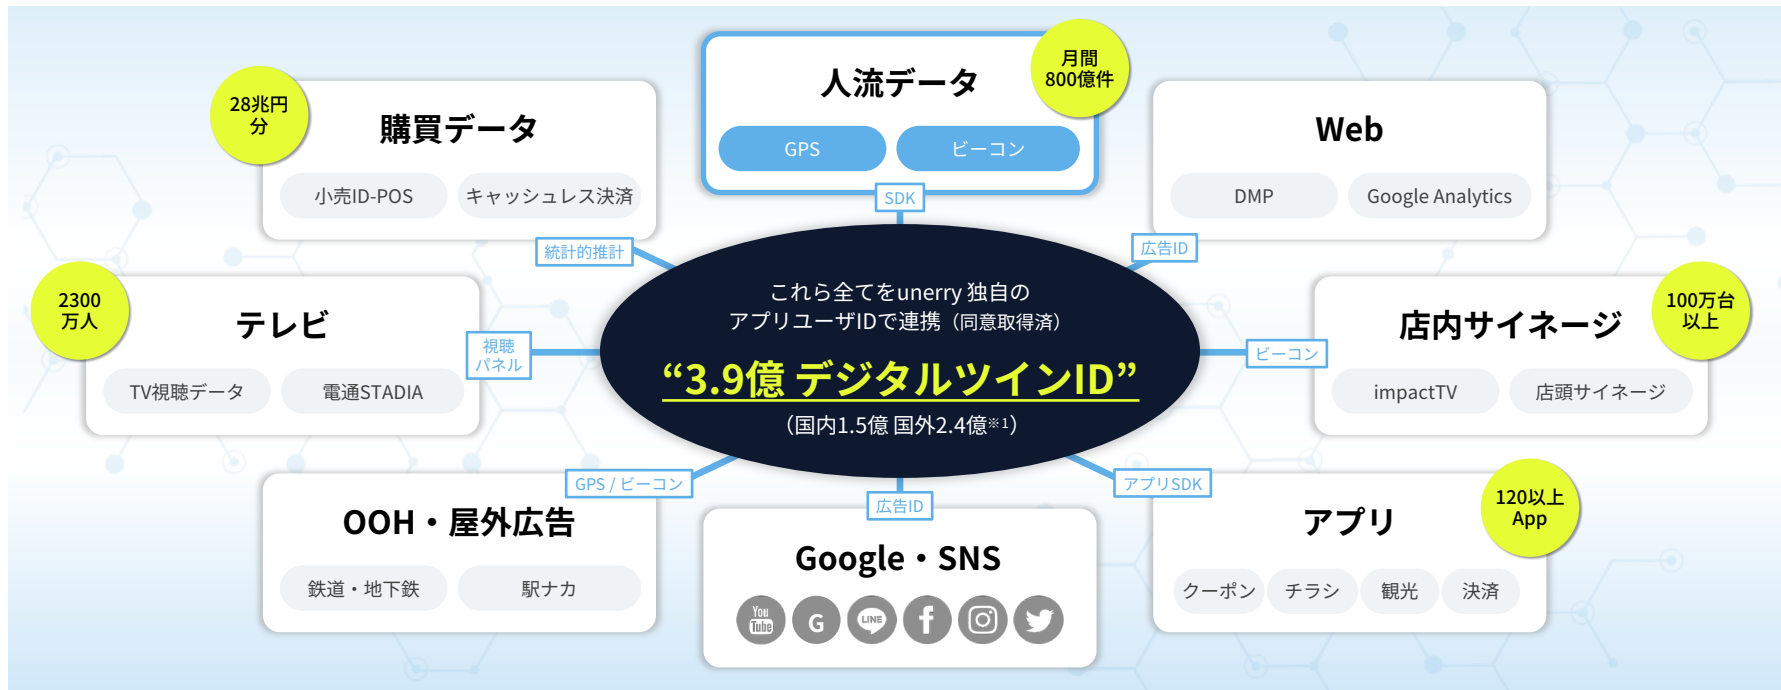 人流データ
月間
800億件
GPS
ビーコン
SDK
28兆円
分
購買データ
小売ID-POS
キャッシュレス決済
統計的推計
Web
DMP
Google Analytics
広告ID
2300
万人
テレビ
TV視聴データ
電通STADIA
視聴
パネル
これら全てをunerry 独自の
アプリユーザIDで連携（同意取得済）
“3.9億 デジタルツインID”
（国内1.5億 国外2.4億※1）
100万台
以上
店内サイネージ
impactTV
店頭サイネージ
ビーコン
GPS / ビーコン
OOH・屋外広告
鉄道・地下鉄
駅ナカ
広告ID
Google・SNS
You
Tube
G
LINE
f
アプリSDK
120以上
App
アプリ
クーポン
チラシ
観光
決済